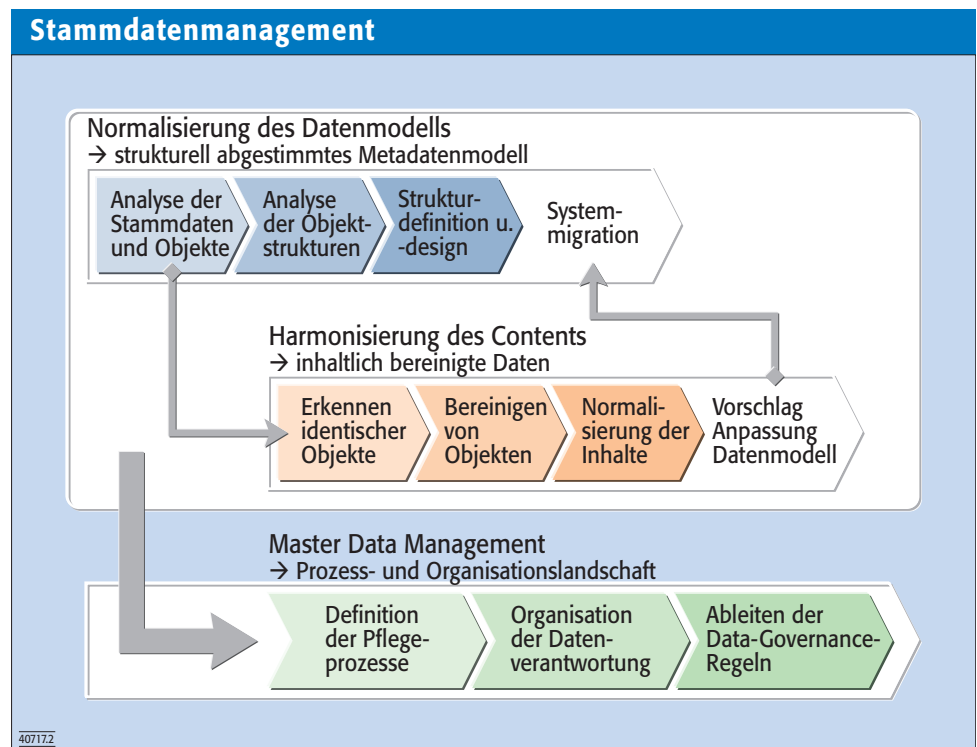 Stammdatenmanagement
Normalisierung des Datenmodells
→ strukturell abgestimmtes Metadatenmodell
Analyse der
Stammdaten
und Objekte
Analyse
der Objekt-
strukturen
Struktur-
definition u.
-design
System-
migration
Harmonisierung des Contents
→ inhaltlich bereinigte Daten
Erkennen
identischer
Objekte
Bereinigen
von
Objekten
Normali-
sierung der
Inhalte
Vorschlag
Anpassung
Datenmodell
Master Data Management
→ Prozess- und Organisationslandschaft
Definition
der Pflege-
prozesse
Organisation
der Daten-
verantwortung
Ableiten der
Data-Governance-
Regeln
40717.2